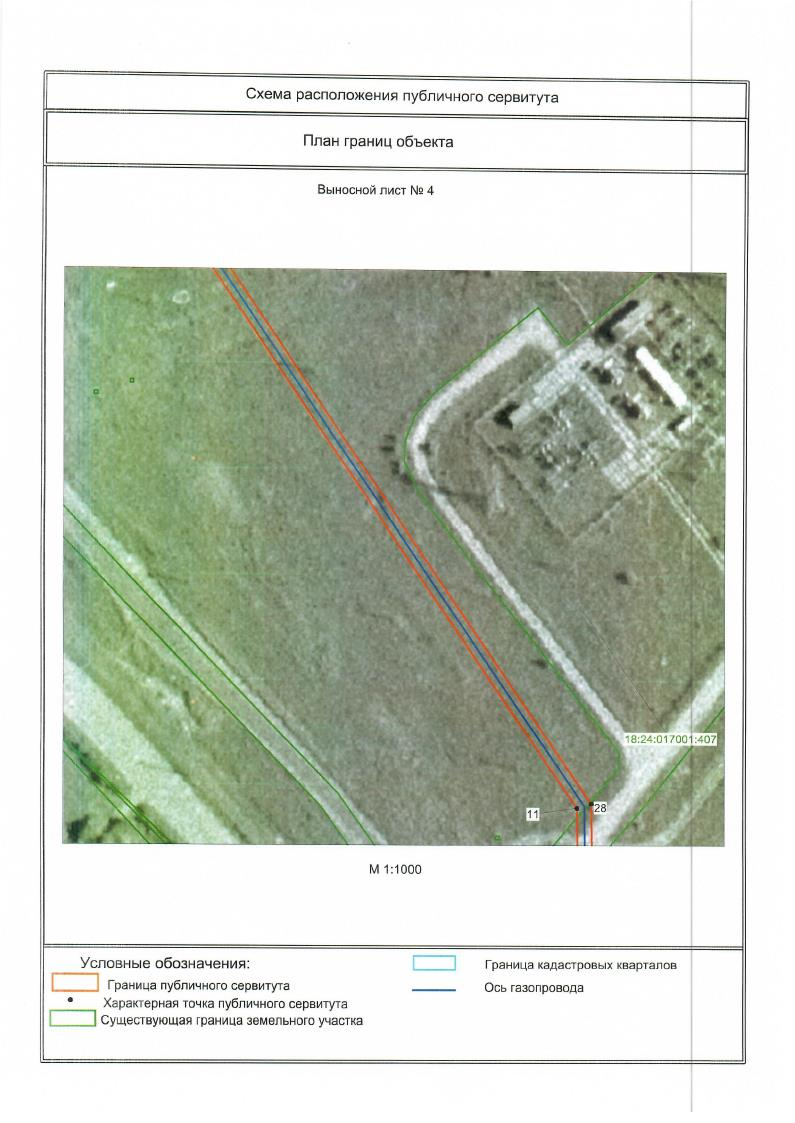 Схема расположения публичного сервитута
План границ объекта
Выносной лист № 4
18:24:017001:407
11
28
М 1:1000
Условные обозначения:
Граница публичного сервитута
Характерная точка публичного сервитута
Существующая граница земельного участка
Граница кадастровых кварталов
Ось газопровода